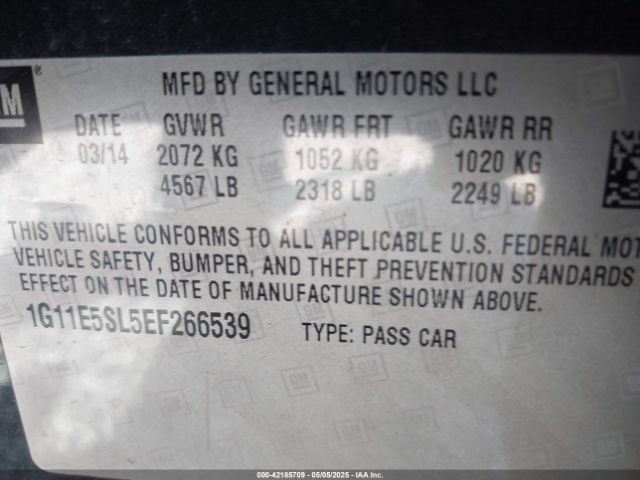 GM
MFD BY GENERAL MOTORS LLC
DATE GVWR GAWR FRT GAWR RR
03/14 2072 KG 1052 KG 1020 KG
4567 LB 2318 LB 2249 LB
THIS VEHICLE CONFORMS TO ALL APPLICABLE U.S. FEDERAL MOT
VEHICLE SAFETY, BUMPER, AND THEFT PREVENTION STANDARDS
EFFECT ON THE DATE OF MANUFACTURE SHOWN ABOVE.
1G11E5SL5EF266539 TYPE: PASS CAR
000-42185709 - 05/05/2025 - IAA Inc.